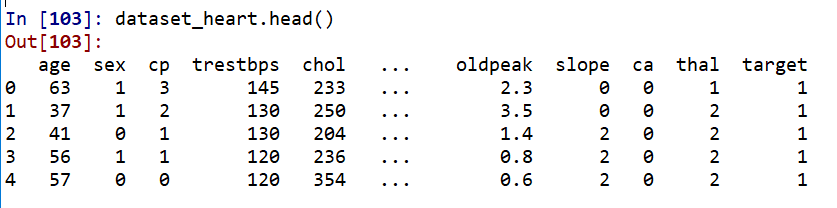 In [103]: dataset_heart.head()
Out[103]:
   age  sex  cp  trestbps  chol   ...    oldpeak  slope  ca  thal  target
0   63    1   3       145   233   ...        2.3      0   0     1       1
1   37    1   2       130   250   ...        3.5      0   0     2       1
2   41    0   1       130   204   ...        1.4      2   0     2       1
3   56    1   1       120   236   ...        0.8      2   0     2       1
4   57    0   0       120   354   ...        0.6      2   0     2       1